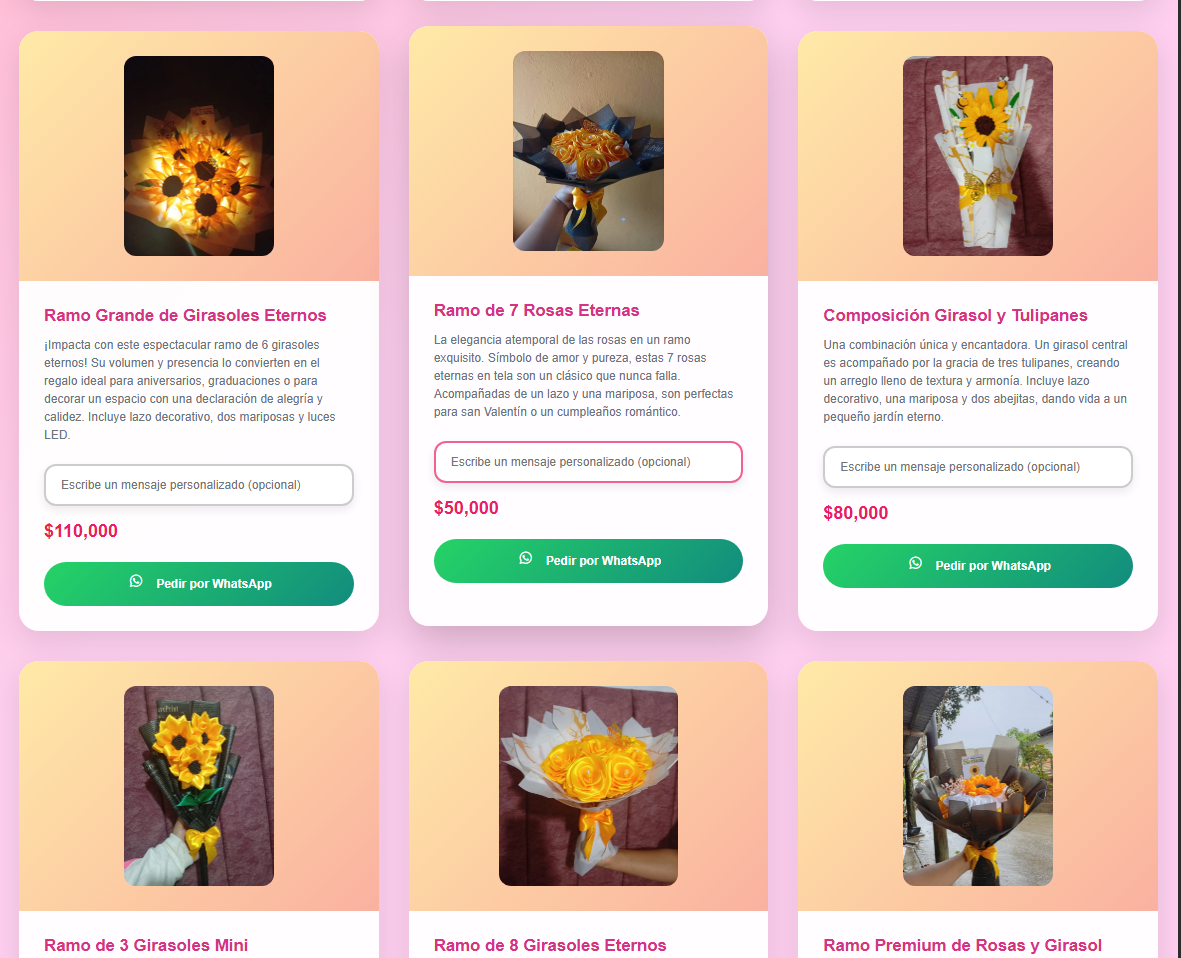 Ramo Grande de Girasoles Eternos
¡Impacta con este espectacular ramo de 6 girasoles
eternos! Su volumen y presencia lo convierten en el
regalo ideal para aniversarios, graduaciones o para
decorar un espacio con una declaración de alegría y
calidez. Incluye lazo decorativo, dos mariposas y luces
LED.
Escribe un mensaje personalizado (opcional)
$110,000
Pedir por WhatsApp
Ramo de 7 Rosas Eternas
La elegancia atemporal de las rosas en un ramo
exquisito. Símbolo de amor y pureza, estas 7 rosas
eternas en tela son un clásico que nunca falla.
Acompañadas de un lazo y una mariposa, son perfectas
para san Valentín o un cumpleaños romántico.
Escribe un mensaje personalizado (opcional)
$50,000
Pedir por WhatsApp
Composición Girasol y Tulipanes
Una combinación única y encantadora. Un girasol central
es acompañado por la gracia de tres tulipanes, creando
un arreglo lleno de textura y armonía. Incluye lazo
decorativo, una mariposa y dos abejitas, dando vida a un
pequeño jardín eterno.
Escribe un mensaje personalizado (opcional)
$80,000
Pedir por WhatsApp
Ramo de 3 Girasoles Mini
Ramo de 8 Girasoles Eternos
Ramo Premium de Rosas y Girasol